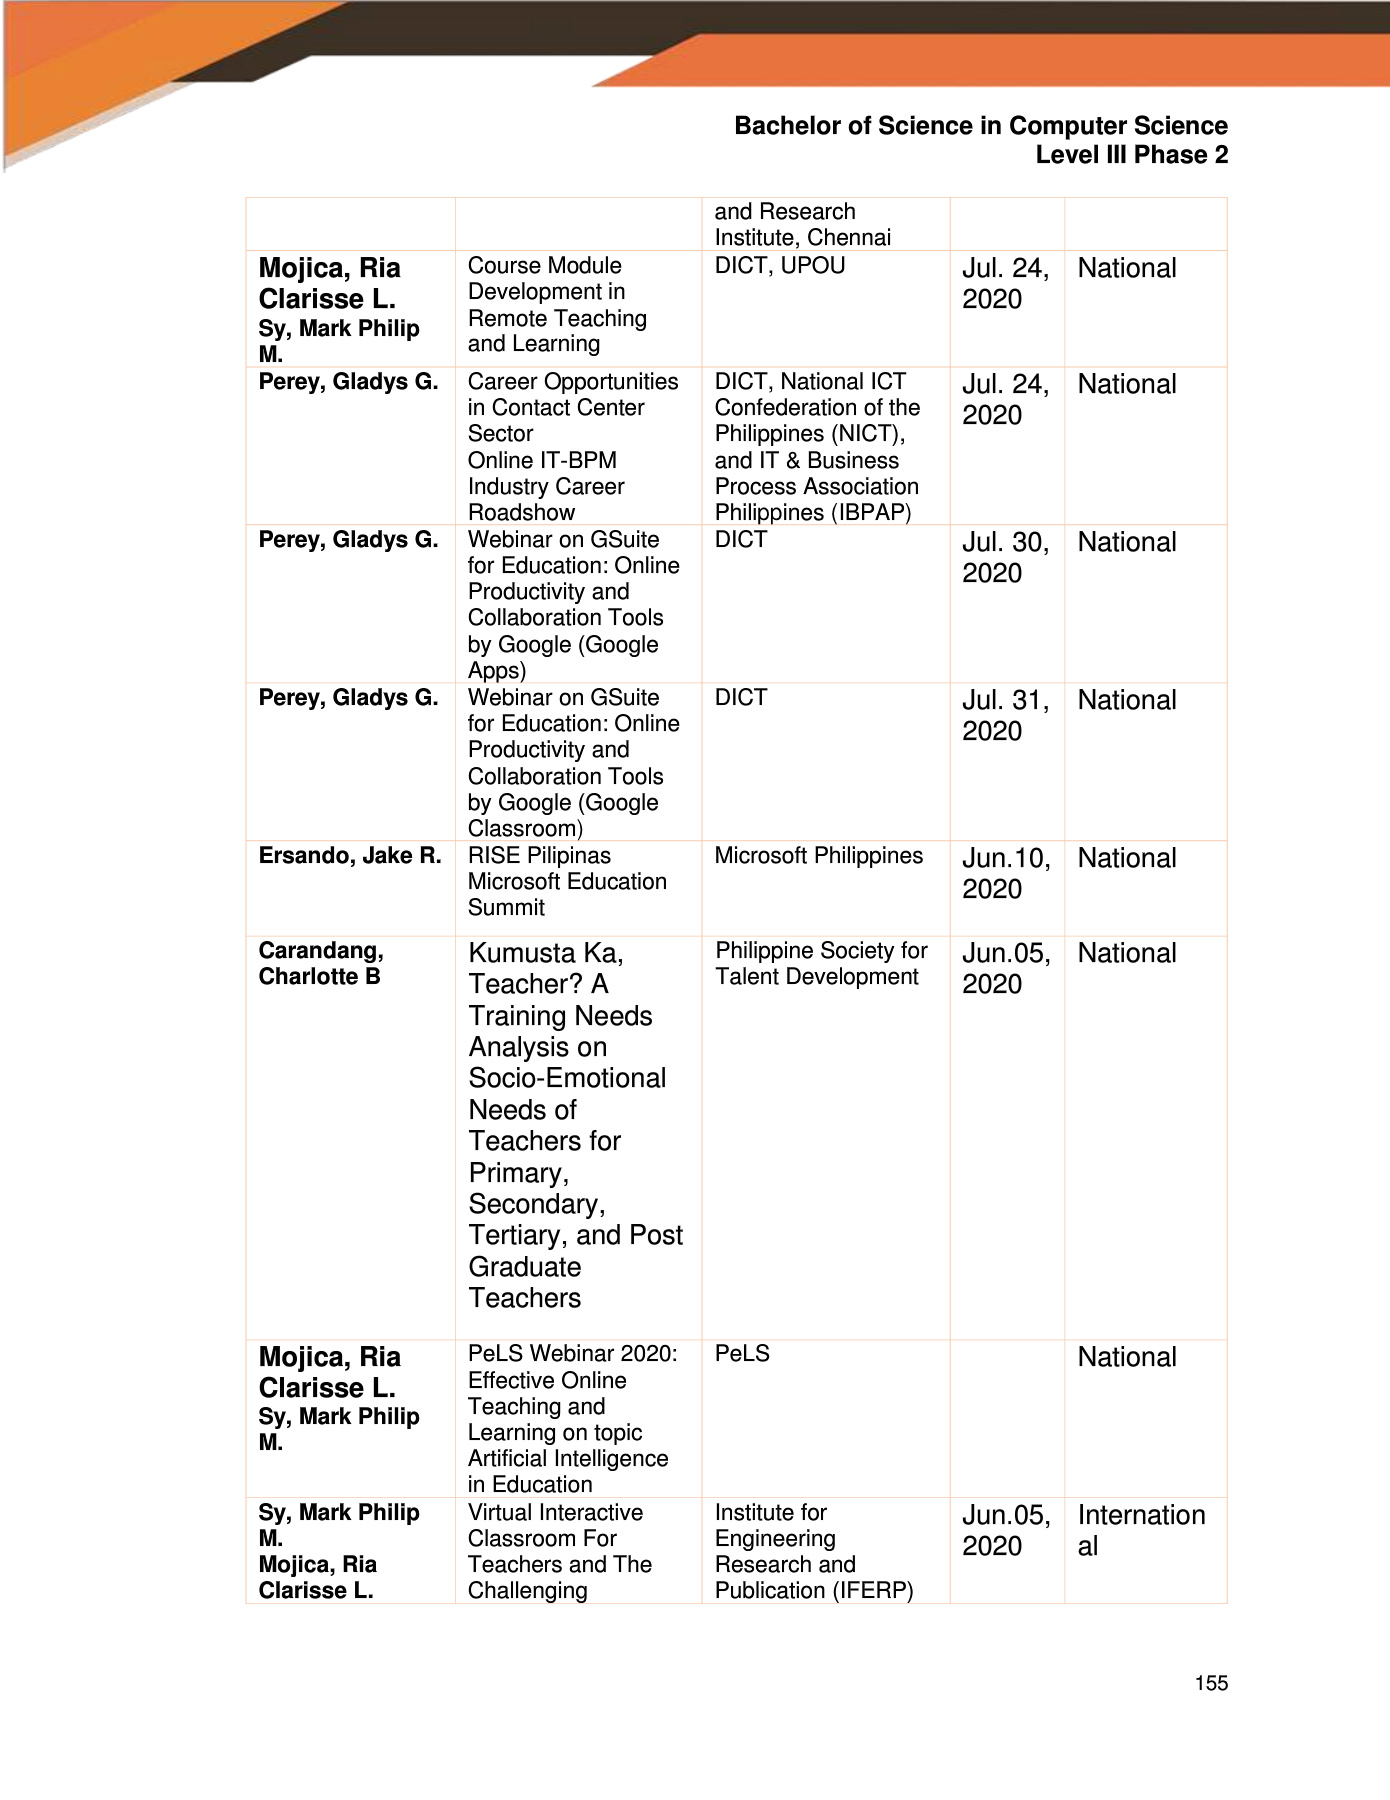 Bachelor of Science in Computer Science
Level III Phase 2
and Research
Institute, Chennai
Mojica, Ria
Clarisse L.
Sy, Mark Philip
M.
Course Module
Development in
Remote Teaching
and Learning
DICT, UPOU
Jul. 24,
2020
National
Perey, Gladys G.
Career Opportunities
in Contact Center
Sector
Online IT-BPM
Industry Career
Roadshow
DICT, National ICT
Confederation of the
Philippines (NICT),
and IT & Business
Process Association
Philippines (IBPAP)
Jul. 24,
2020
National
Perey, Gladys G.
Webinar on GSuite
for Education: Online
Productivity and
Collaboration Tools
by Google (Google
Apps)
DICT
Jul. 30,
2020
National
Perey, Gladys G.
Webinar on GSuite
for Education: Online
Productivity and
Collaboration Tools
by Google (Google
Classroom)
DICT
Jul. 31,
2020
National
Ersando, Jake R.
RISE Pilipinas
Microsoft Education
Summit
Microsoft Philippines
Jun.10,
2020
National
Carandang,
Charlotte B
Kumusta Ka,
Teacher? A
Training Needs
Analysis on
Socio-Emotional
Needs of
Teachers for
Primary,
Secondary,
Tertiary, and Post
Graduate
Teachers
Philippine Society for
Talent Development
Jun.05,
2020
National
Mojica, Ria
Clarisse L.
Sy, Mark Philip
M.
PeLS Webinar 2020:
Effective Online
Teaching and
Learning on topic
Artificial Intelligence
in Education
PeLS
National
Sy, Mark Philip
M.
Mojica, Ria
Clarisse L.
Virtual Interactive
Classroom For
Teachers and The
Challenging
Institute for
Engineering
Research and
Publication (IFERP)
Jun.05,
2020
Internation
al
155